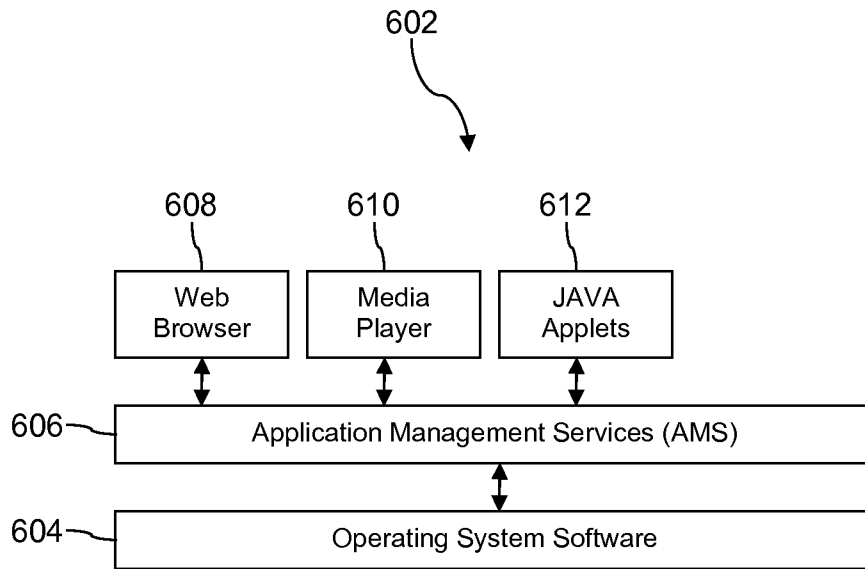 602
608
610
612
Web
Browser
Media
Player
JAVA
Applets
606
Application Management Services (AMS)
604
Operating System Software